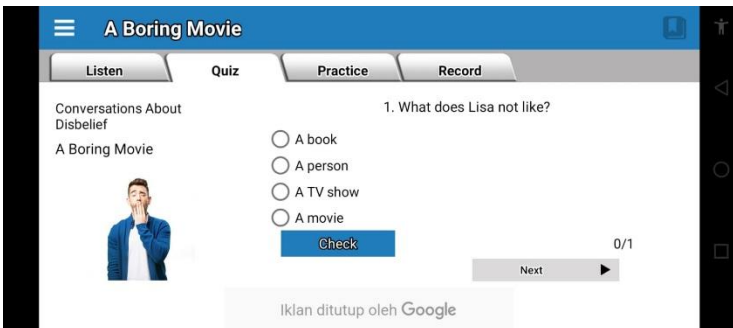 A Boring Movie
Listen
Quiz
Practice
Record
Conversations About
Disbelief
A Boring Movie
1. What does Lisa not like?
A book
A person
A TV show
A movie
Check
0/1
Next
Iklan ditutup oleh Google